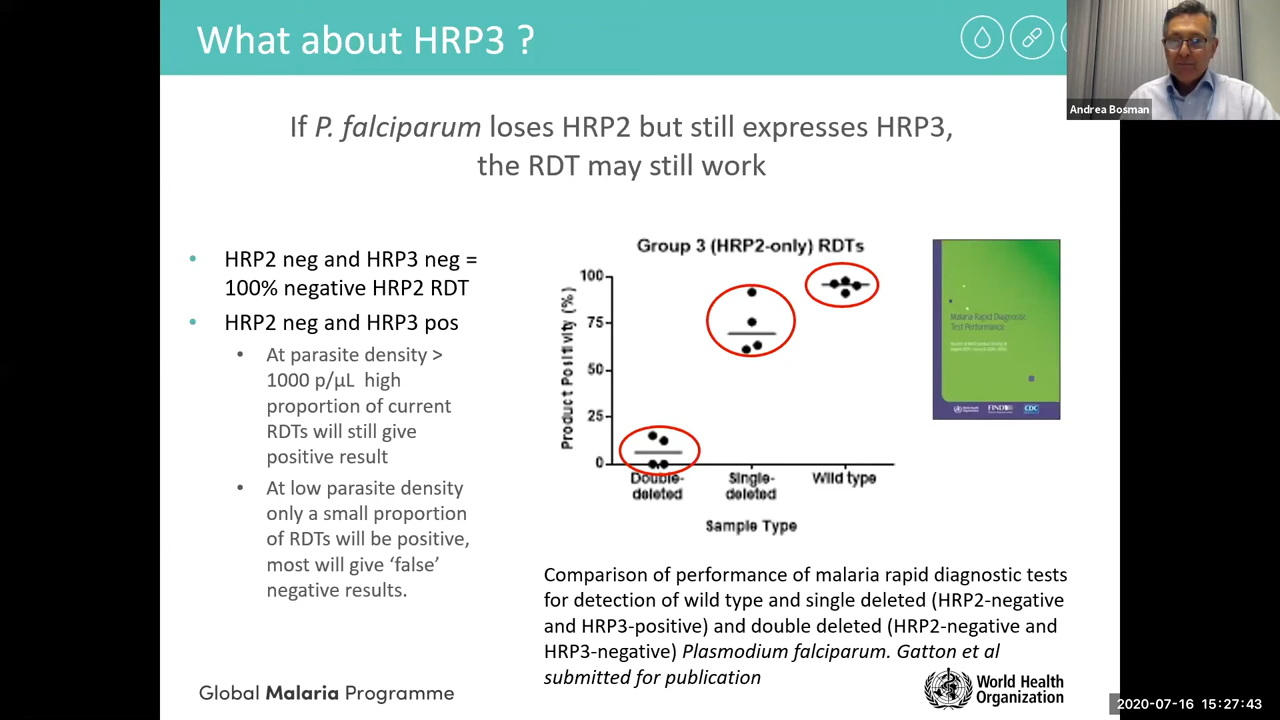 What about HRP3 ?
Andrea Bosman
If P. falciparum loses HRP2 but still expresses HRP3,
the RDT may still work
• HRP2 neg and HRP3 neg =
100% negative HRP2 RDT
• HRP2 neg and HRP3 pos
• At parasite density >
1000 p/µL high
proportion of current
RDTs will still give
positive result
• At low parasite density
only a small proportion
of RDTs will be positive,
most will give ‘false’
negative results.
Group 3 (HRP2-only) RDTs
Product Positivity (%)
100
75
50
25
0
Double-
deleted
Single-
deleted
Wild type
Sample Type
Malaria Rapid Diagnostic
Test Performance
World Health
Organization
FIND
CDC
Comparison of performance of malaria rapid diagnostic tests
for detection of wild type and single deleted (HRP2-negative
and HRP3-positive) and double deleted (HRP2-negative and
HRP3-negative) Plasmodium falciparum. Gatton et al
submitted for publication
Global Malaria Programme
World Health
Organization
2020-07-16 15:27:43